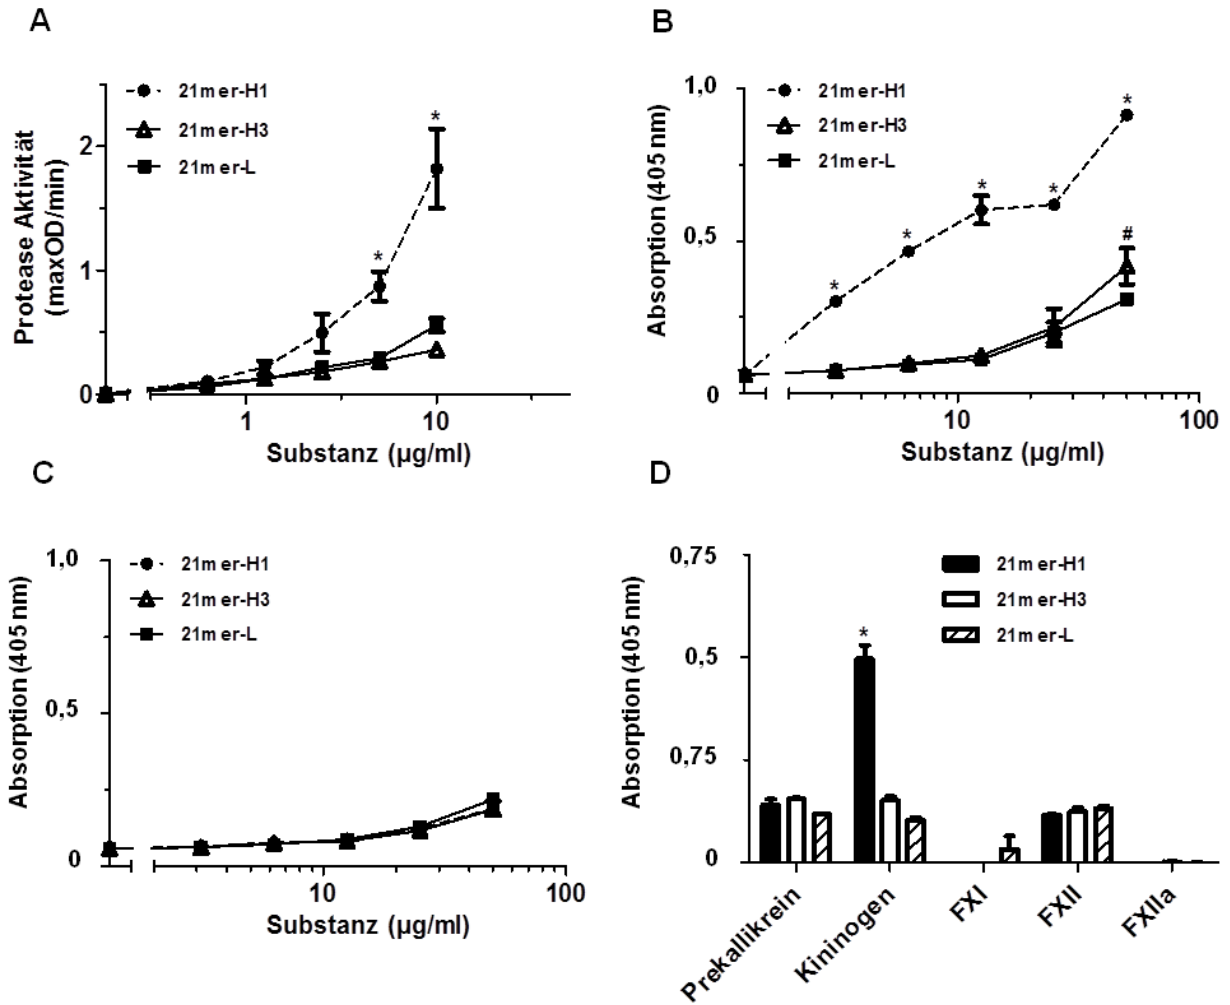 A
21mer-H1
21mer-H3
21mer-L
Protease Aktivität
(maxOD/min)
2
1
0
*
*
1
10
Substanz (µg/ml)
B
21mer-H1
21mer-H3
21mer-L
Absorption (405 nm)
1,0
0,5
0
*
*
*
*
*
#
10
100
Substanz (µg/ml)
C
21mer-H1
21mer-H3
21mer-L
Absorption (405 nm)
1,0
0,5
0
10
100
Substanz (µg/ml)
D
21mer-H1
21mer-H3
21mer-L
Absorption (405 nm)
0,75
0,5
0,75
0
*
Prekallikrein
Kininogen
FXI
FXII
FXIIa